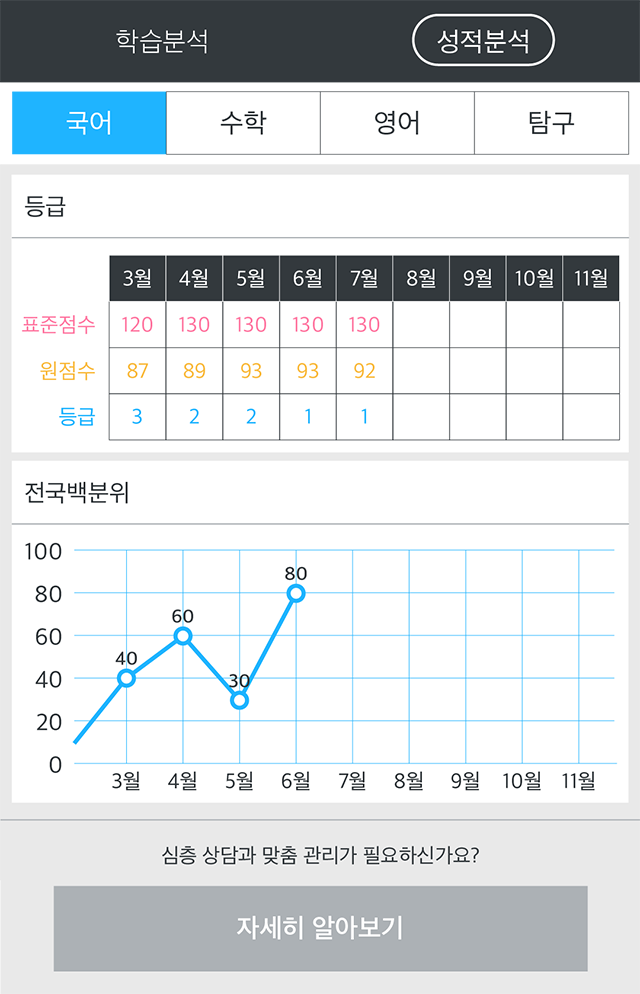 학습분석 성적분석
국어 수학 영어 탐구
등급
3월 4월 5월 6월 7월 8월 9월 10월 11월
표준점수 120 130 130 130 130
원점수 87 89 93 93 92
등급 3 2 2 1 1
전국백분위
100
80
80
60
60
40
40
30
20
0
3월 4월 5월 6월 7월 8월 9월 10월 11월
심층 상담과 맞춤 관리가 필요하신가요?
자세히 알아보기